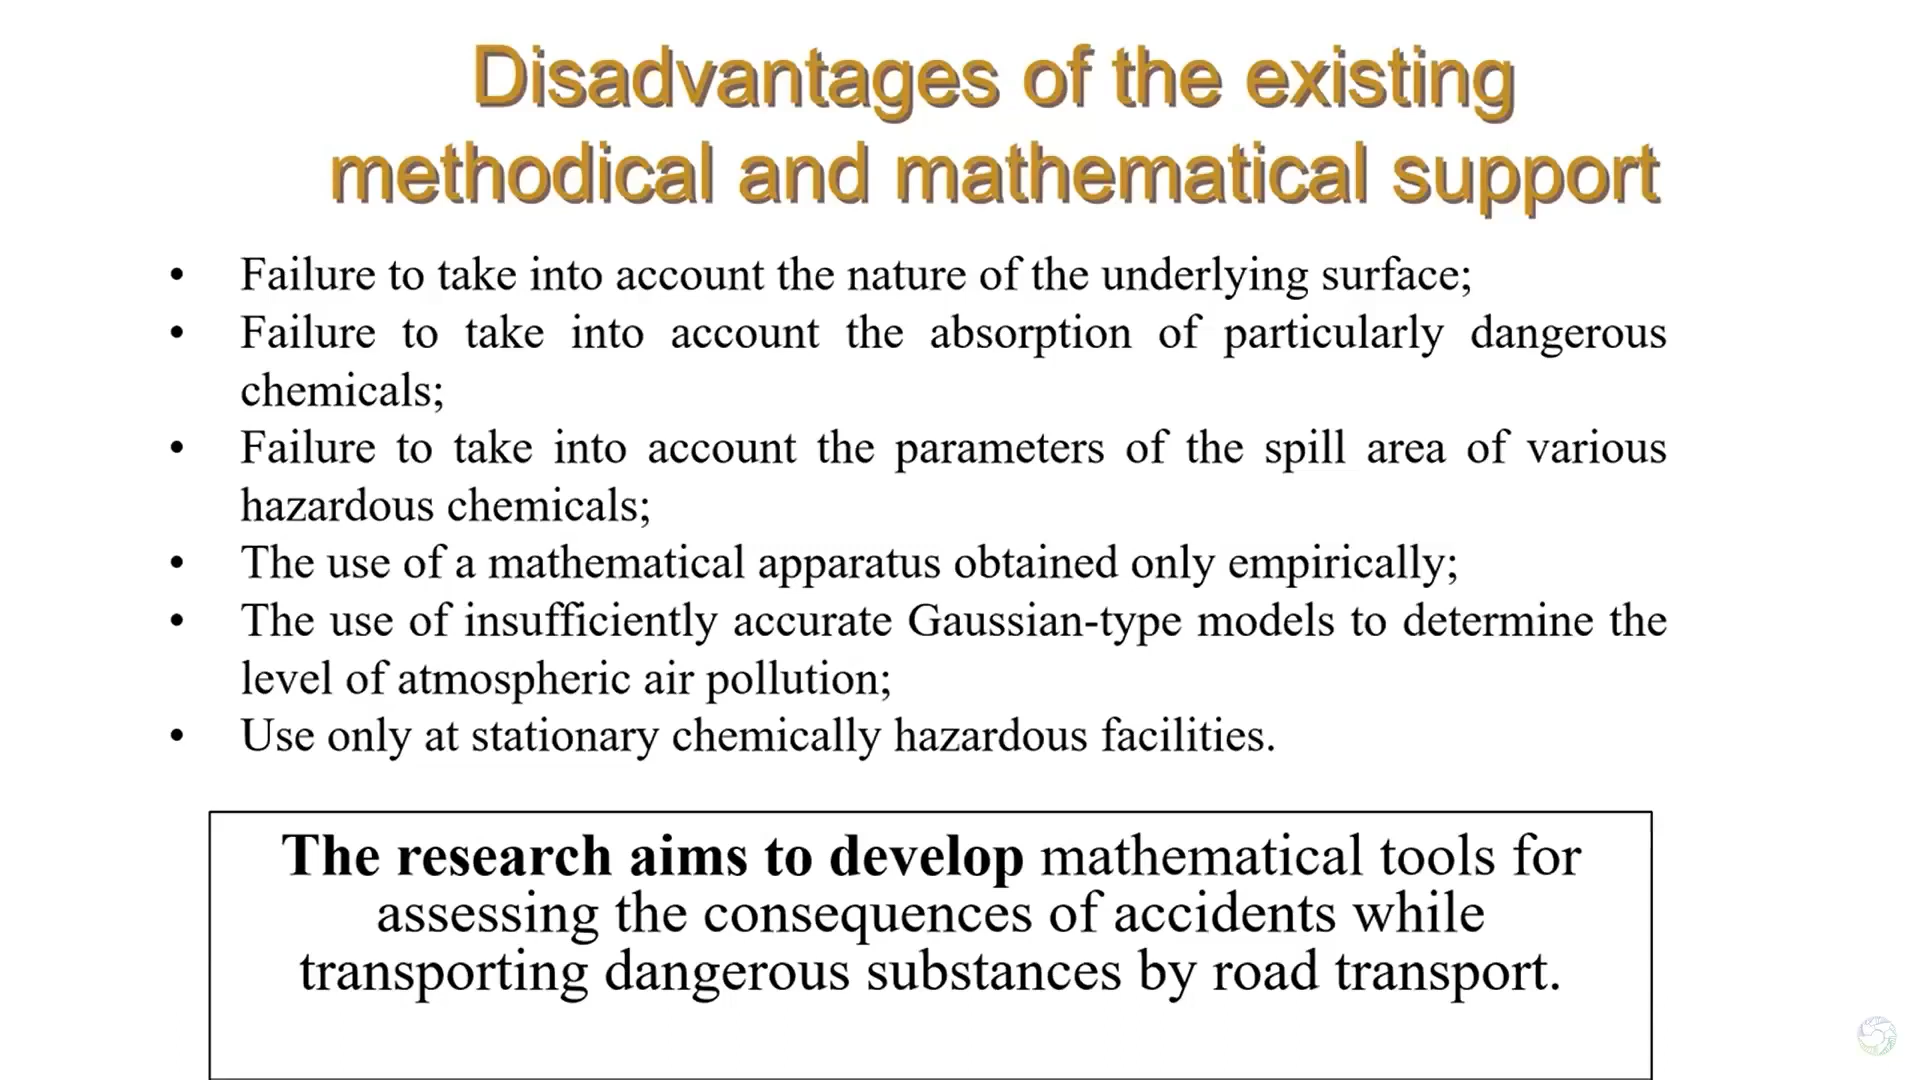 Disadvantages of the existing
methodical and mathematical support
• Failure to take into account the nature of the underlying surface;
• Failure to take into account the absorption of particularly dangerous
chemicals;
• Failure to take into account the parameters of the spill area of various
hazardous chemicals;
• The use of a mathematical apparatus obtained only empirically;
• The use of insufficiently accurate Gaussian-type models to determine the
level of atmospheric air pollution;
• Use only at stationary chemically hazardous facilities.
The research aims to develop mathematical tools for
assessing the consequences of accidents while
transporting dangerous substances by road transport.